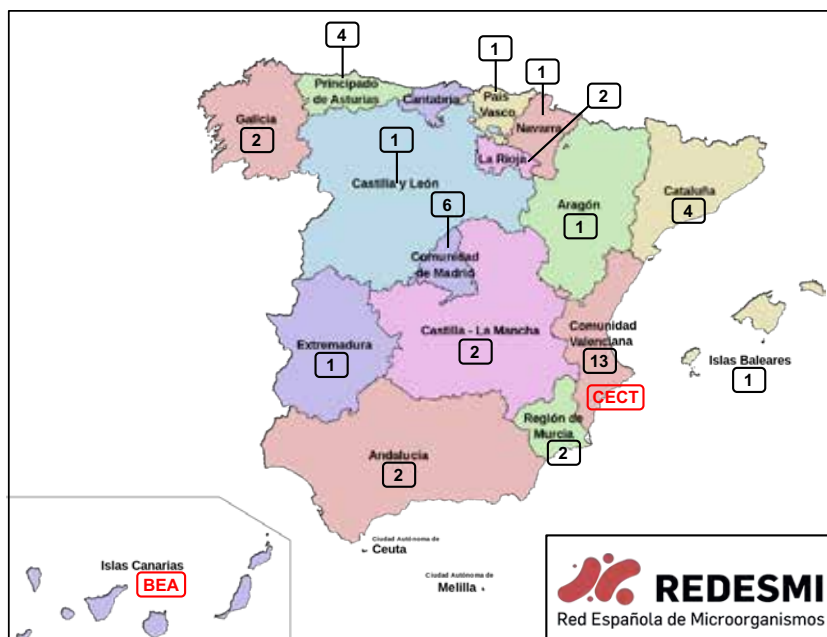 4
1
1
2
Principado
de Asturias
Cantabria
País
Vasco
Navarra
Galicia
2
La Rioja
1
Castilla y León
Cataluña
4
Aragón
1
6
Comunidad
de Madrid
Comunidad
Valenciana
13
CECT
Castilla - La Mancha
2
Extremadura
1
Islas Baleares
1
Región de
Murcia
2
Andalucía
2
Ciudad Autónoma de
Ceuta
Ciudad Autónoma de
Melilla
Islas Canarias
BEA
REDESMI
Red Española de Microorganismos